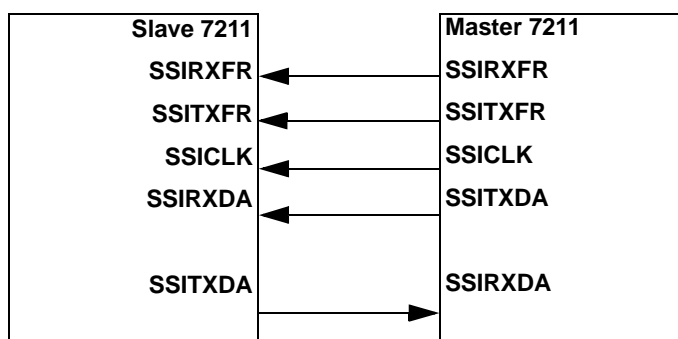 Slave 7211 Master 7211
SSIRXFR SSIRXFR
SSITXFR SSITXFR
SSICLK SSICLK
SSIRXDA SSITXDA
SSITXDA SSIRXDA